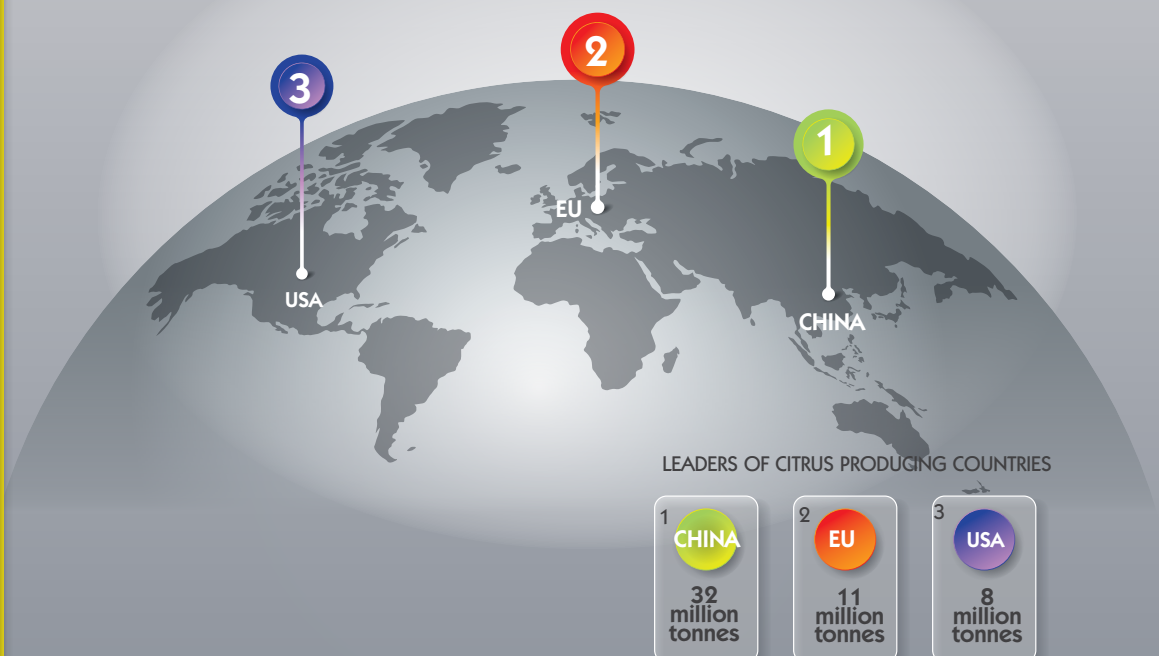 3
2
1
EU
USA
CHINA
LEADERS OF CITRUS PRODUCING COUNTRIES
1
CHINA
32
million
tonnes
2
EU
11
million
tonnes
3
USA
8
million
tonnes